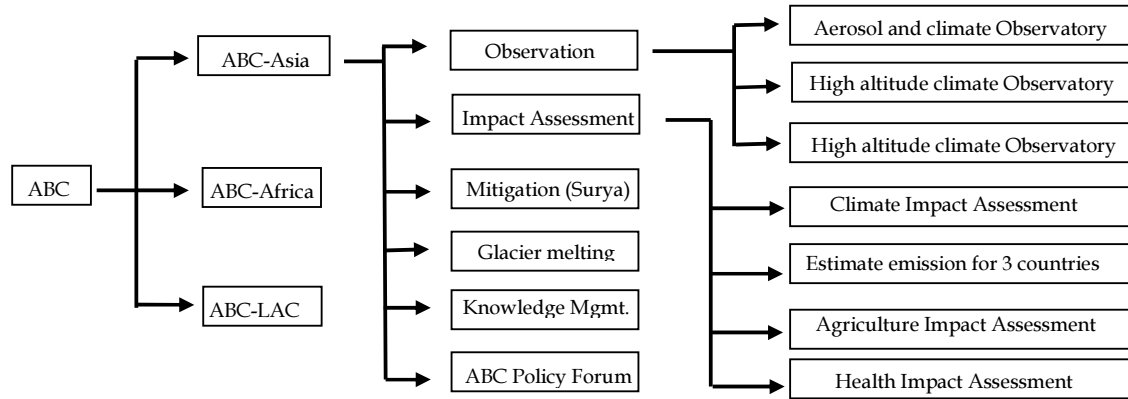 ABC
ABC-Asia
ABC-Africa
ABC-LAC
Observation
Impact Assessment
Mitigation (Surya)
Glacier melting
Knowledge Mgmt.
ABC Policy Forum
Aerosol and climate Observatory
High altitude climate Observatory
High altitude climate Observatory
Climate Impact Assessment
Estimate emission for 3 countries
Agriculture Impact Assessment
Health Impact Assessment